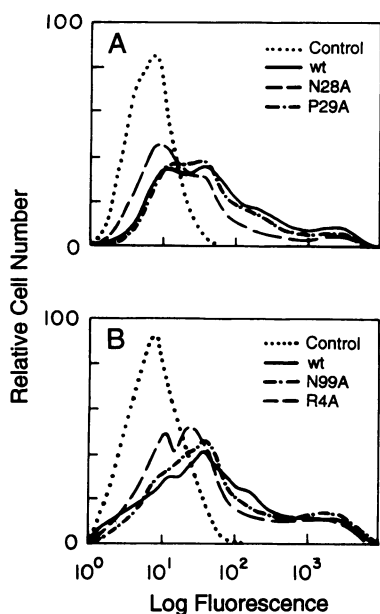 100
A
Control
wt
N28A
P29A
0
Relative Cell Number
100
B
Control
wt
N99A
R4A
0
10⁰ 10¹ 10² 10³
Log Fluorescence